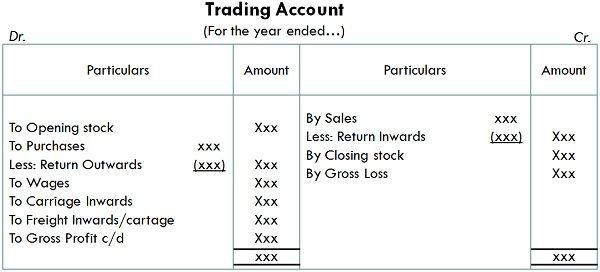 Trading Account
(For the year ended...)
Dr. Cr.
Particulars Amount Particulars Amount
To Opening stock Xxx
To Purchases xxx
Less: Return Outwards (xxx) Xxx
To Wages Xxx
To Carriage Inwards Xxx
To Freight Inwards/cartage Xxx
To Gross Profit c/d Xxx
xxx
By Sales xxx
Less: Return Inwards (xxx) Xxx
By Closing stock Xxx
By Gross Loss Xxx
xxx